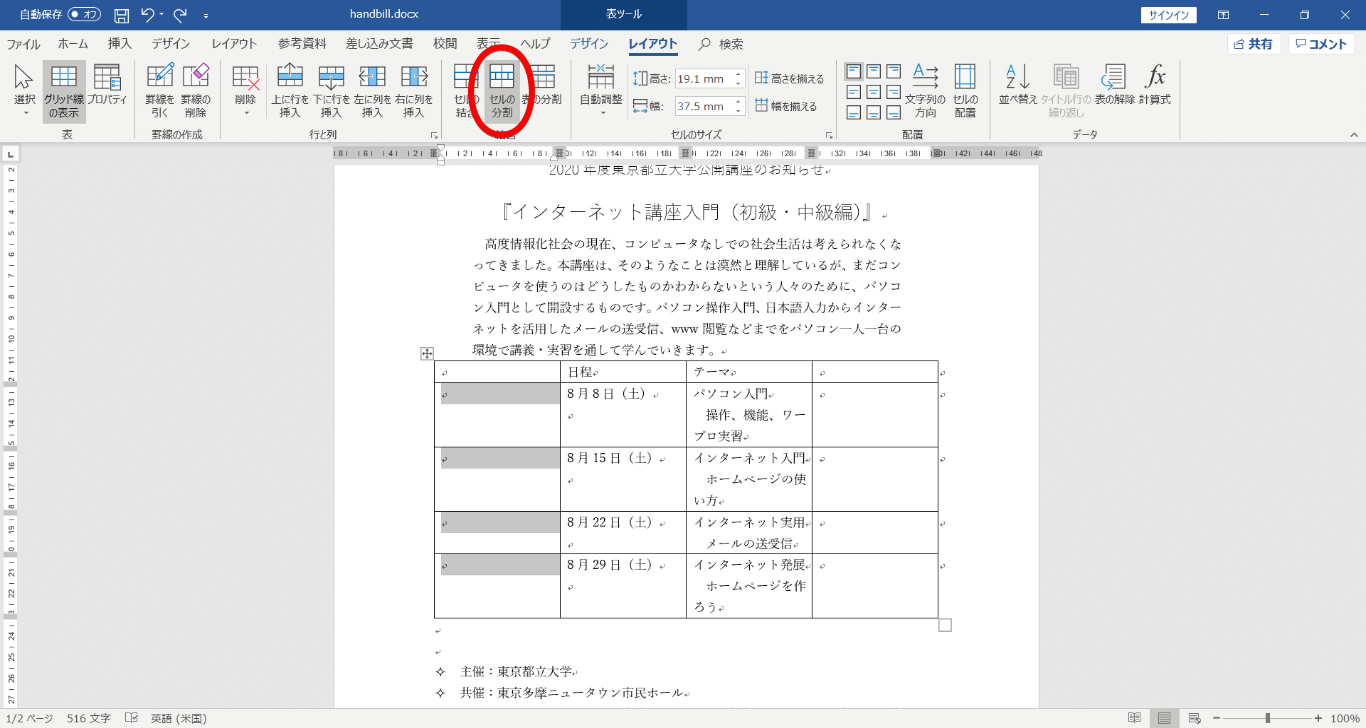 自動保存 オフ handbill.docx 表ツール サインイン
ファイル ホーム 挿入 デザイン レイアウト 参考資料 差し込み文書 校閲 表示 ヘルプ デザイン レイアウト 検索 共有 コメント
選択 グリッド線の表示 プロパティ 罫線を引く 罫線の削除 削除 上に行を挿入 下に行を挿入 左に列を挿入 右に列を挿入 セルの結合 セルの分割 表の分割 自動調整 高さ: 19.1 mm 幅: 37.5 mm 高さを揃える 幅を揃える 文字列の方向 セルの配置 並べ替え タイトル行の繰り返し 表の解除 計算式
表 罫線の作成 行と列 セルのサイズ 配置 データ
2020 年度東京都立大学公開講座のお知らせ
『インターネット講座入門（初級・中級編）』
高度情報化社会の現在、コンピュータなしでの社会生活は考えられなくな
ってきました。本講座は、そのようなことは漠然と理解しているが、まだコン
ピュータを使うのはどうしたものかわからないという人々のために、パソコ
ン入門として開設するものです。パソコン操作入門、日本語入力からインター
ネットを活用したメールの送受信、www 閲覧などまでをパソコン一人一台の
環境で講義・実習を通して学んでいきます。
日程 テーマ
8 月 8 日（土） パソコン入門
操作、機能、ワー
プロ実習
8 月 15 日（土） インターネット入門
ホームページの使
い方
8 月 22 日（土） インターネット実用
メールの送受信
8 月 29 日（土） インターネット発展
ホームページを作
ろう
✧ 主催：東京都立大学
✧ 共催：東京多摩ニュータウン市民ホール
1/2 ページ 516 文字 英語 (米国) 100%